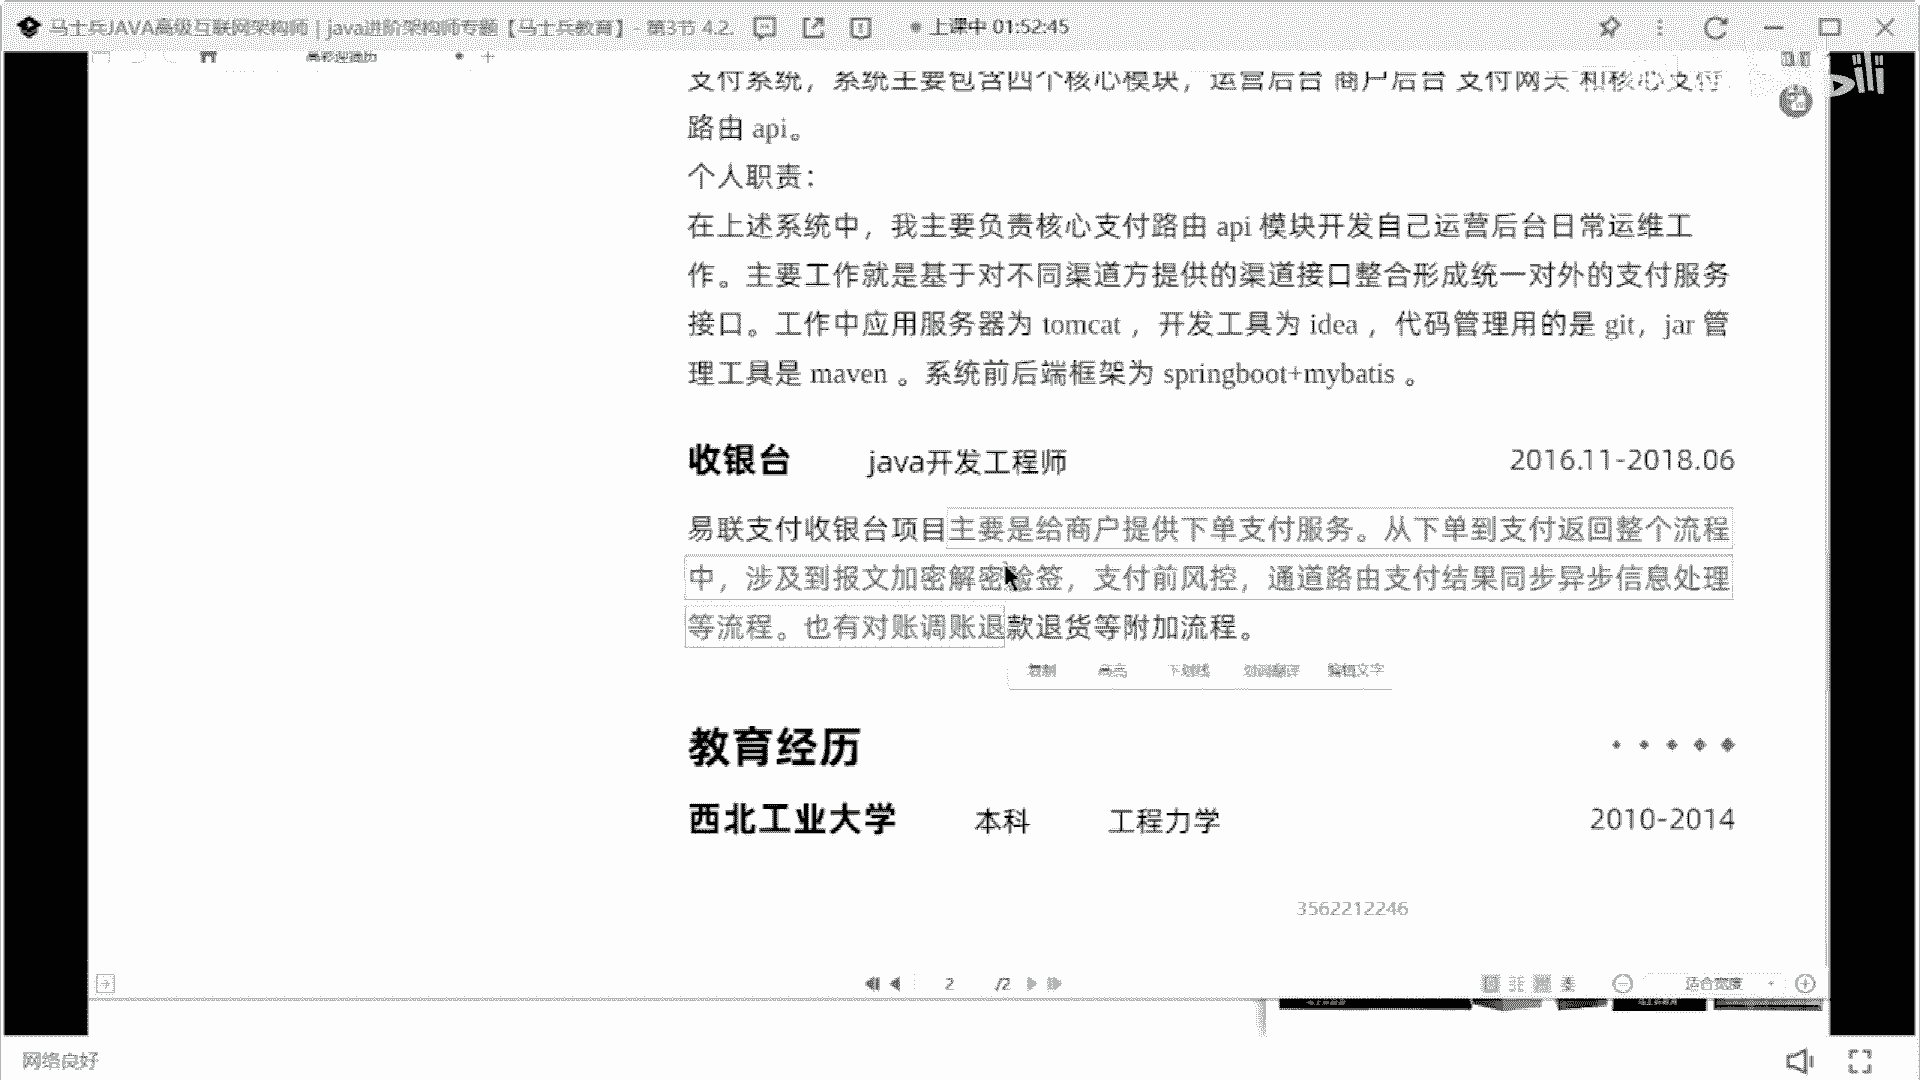 马士兵JAVA高级互联网架构师 | java进阶架构师专题【马士兵教育】 - 第3节 4.2. 上课中 01:52:45
支付系统，系统主要包含四个核心模块，运营后台 商户后台 支付网关 和核心支付
路由 api。
个人职责：
在上述系统中，我主要负责核心支付路由 api 模块开发自己运营后台日常运维工
作。主要工作就是基于对不同渠道方提供的渠道接口整合形成统一对外的支付服务
接口。工作中应用服务器为 tomcat ，开发工具为 idea ，代码管理用的是 git，jar 管
理工具是 maven 。系统前后端框架为 springboot+mybatis 。
收银台 java开发工程师 2016.11-2018.06
易联支付收银台项目主要是给商户提供下单支付服务。从下单到支付返回整个流程
中，涉及到报文加密解密验签，支付前风控，通道路由支付结果同步异步信息处理
等流程。也有对账调账退款退货等附加流程。
复制 高亮 下划线 划词翻译 编辑文字
教育经历
西北工业大学 本科 工程力学 2010-2014
3562212246
2 /2 适合宽度
网络良好